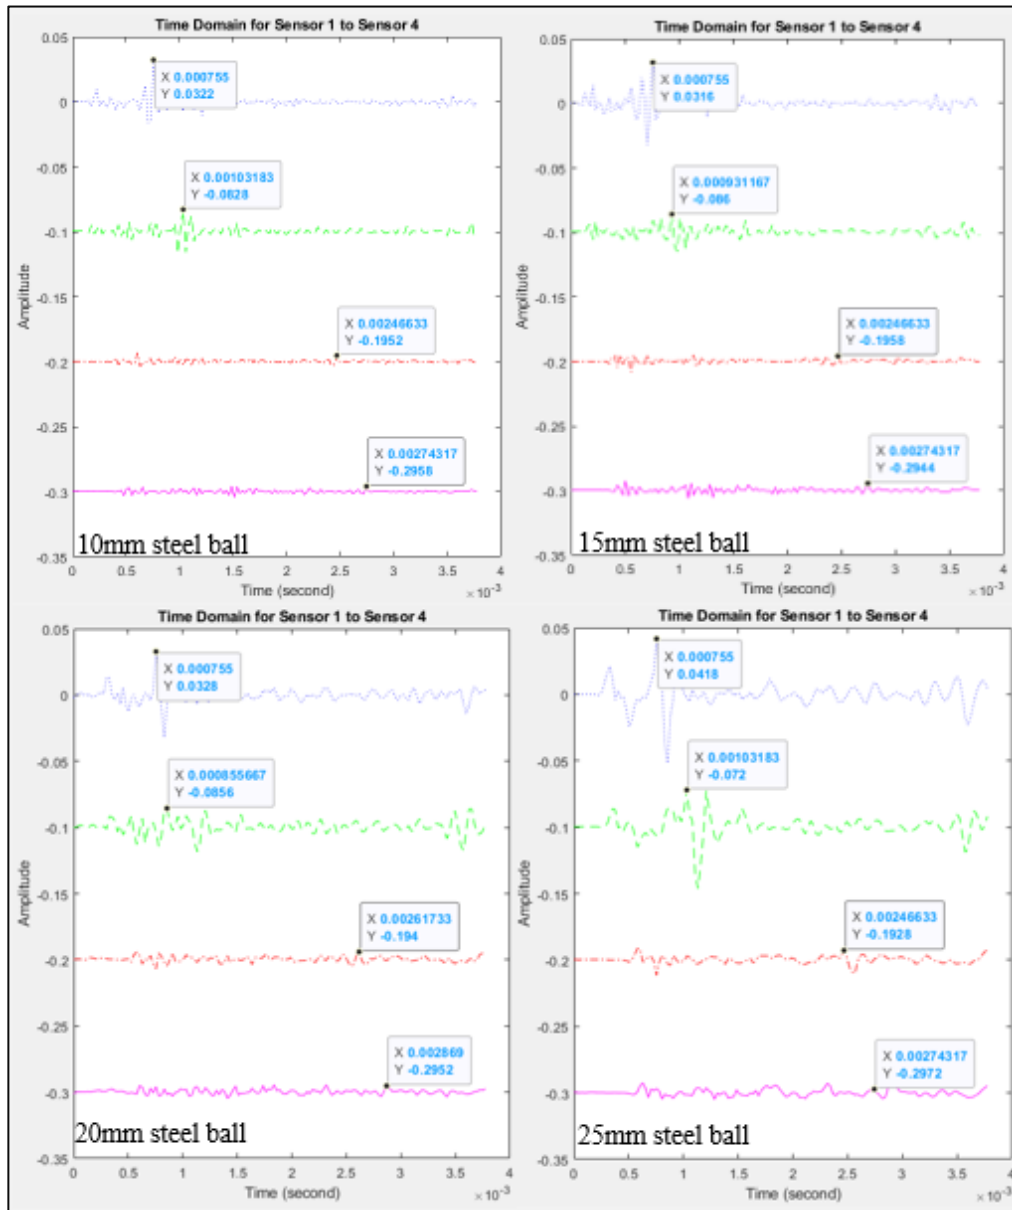 Time Domain for Sensor 1 to Sensor 4
0.05
0
-0.05
-0.1
-0.15
-0.2
-0.25
-0.3
-0.35
Amplitude
X 0.000755
Y 0.0322
X 0.00103183
Y -0.0828
X 0.00246633
Y -0.1952
X 0.00274317
Y -0.2958
10mm steel ball
0 0.5 1 1.5 2 2.5 3 3.5 4
Time (second)
×10-3
Time Domain for Sensor 1 to Sensor 4
0.05
0
-0.05
-0.1
-0.15
-0.2
-0.25
-0.3
-0.35
Amplitude
X 0.000755
Y 0.0316
X 0.000931167
Y -0.086
X 0.00246633
Y -0.1958
X 0.00274317
Y -0.2944
15mm steel ball
0 0.5 1 1.5 2 2.5 3 3.5 4
Time (second)
×10-3
Time Domain for Sensor 1 to Sensor 4
0.05
0
-0.05
-0.1
-0.15
-0.2
-0.25
-0.3
-0.35
Amplitude
X 0.000755
Y 0.0328
X 0.000855667
Y -0.0856
X 0.00261733
Y -0.194
X 0.002869
Y -0.2952
20mm steel ball
0 0.5 1 1.5 2 2.5 3 3.5 4
Time (second)
×10-3
Time Domain for Sensor 1 to Sensor 4
0.05
0
-0.05
-0.1
-0.15
-0.2
-0.25
-0.3
-0.35
Amplitude
X 0.000755
Y 0.0418
X 0.00103183
Y -0.072
X 0.00246633
Y -0.1928
X 0.00274317
Y -0.2972
25mm steel ball
0 0.5 1 1.5 2 2.5 3 3.5 4
Time (second)
×10-3